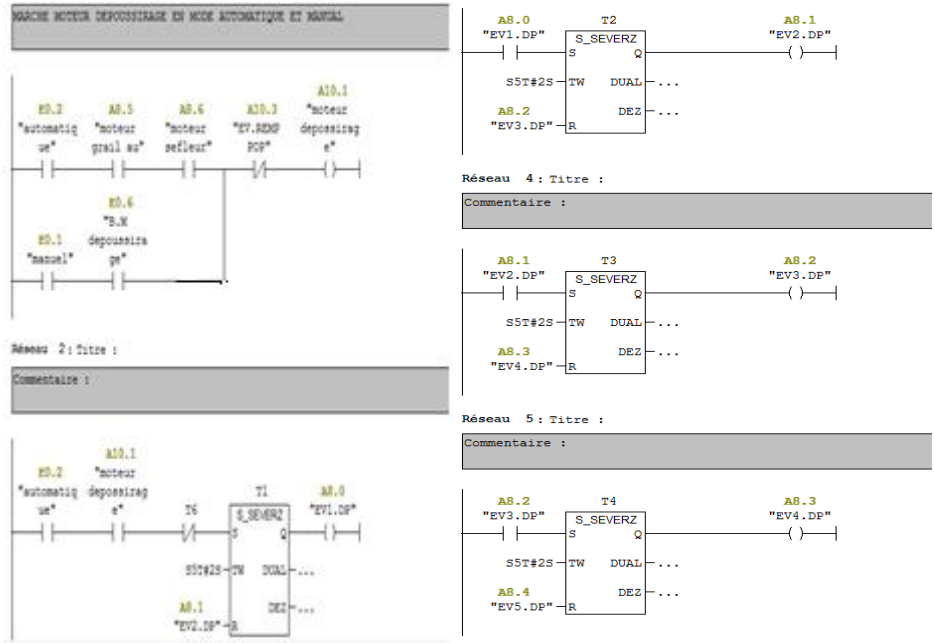 MARCHE MOTEUR DEPOUSSIRAGE EN MODE AUTOMATIQUE ET MANUAL
A10.1
E0.2 A8.5 A8.6 A10.3 "moteur
"automatiq "moteur "moteur "EV.REMP depossirag
ue" grail au" sefleur" POP" e"
E0.6
"B.M
E0.1 depoussira
"manuel" ge"
Réseau 2: Titre :
Commentaire :
A10.1
E0.2 "moteur
"automatiq depossirag T1 A8.0
ue" e" T6 S_SEVERZ "EV1.DP"
S Q
S5T#2S TW DUAL ...
A8.1 DEZ ...
"EV2.DP" R
A8.0 T2 A8.1
"EV1.DP" S_SEVERZ "EV2.DP"
S Q
S5T#2S TW DUAL ...
A8.2 DEZ ...
"EV3.DP" R
Réseau 4: Titre :
Commentaire :
A8.1 T3 A8.2
"EV2.DP" S_SEVERZ "EV3.DP"
S Q
S5T#2S TW DUAL ...
A8.3 DEZ ...
"EV4.DP" R
Réseau 5: Titre :
Commentaire :
A8.2 T4 A8.3
"EV3.DP" S_SEVERZ "EV4.DP"
S Q
S5T#2S TW DUAL ...
A8.4 DEZ ...
"EV5.DP" R